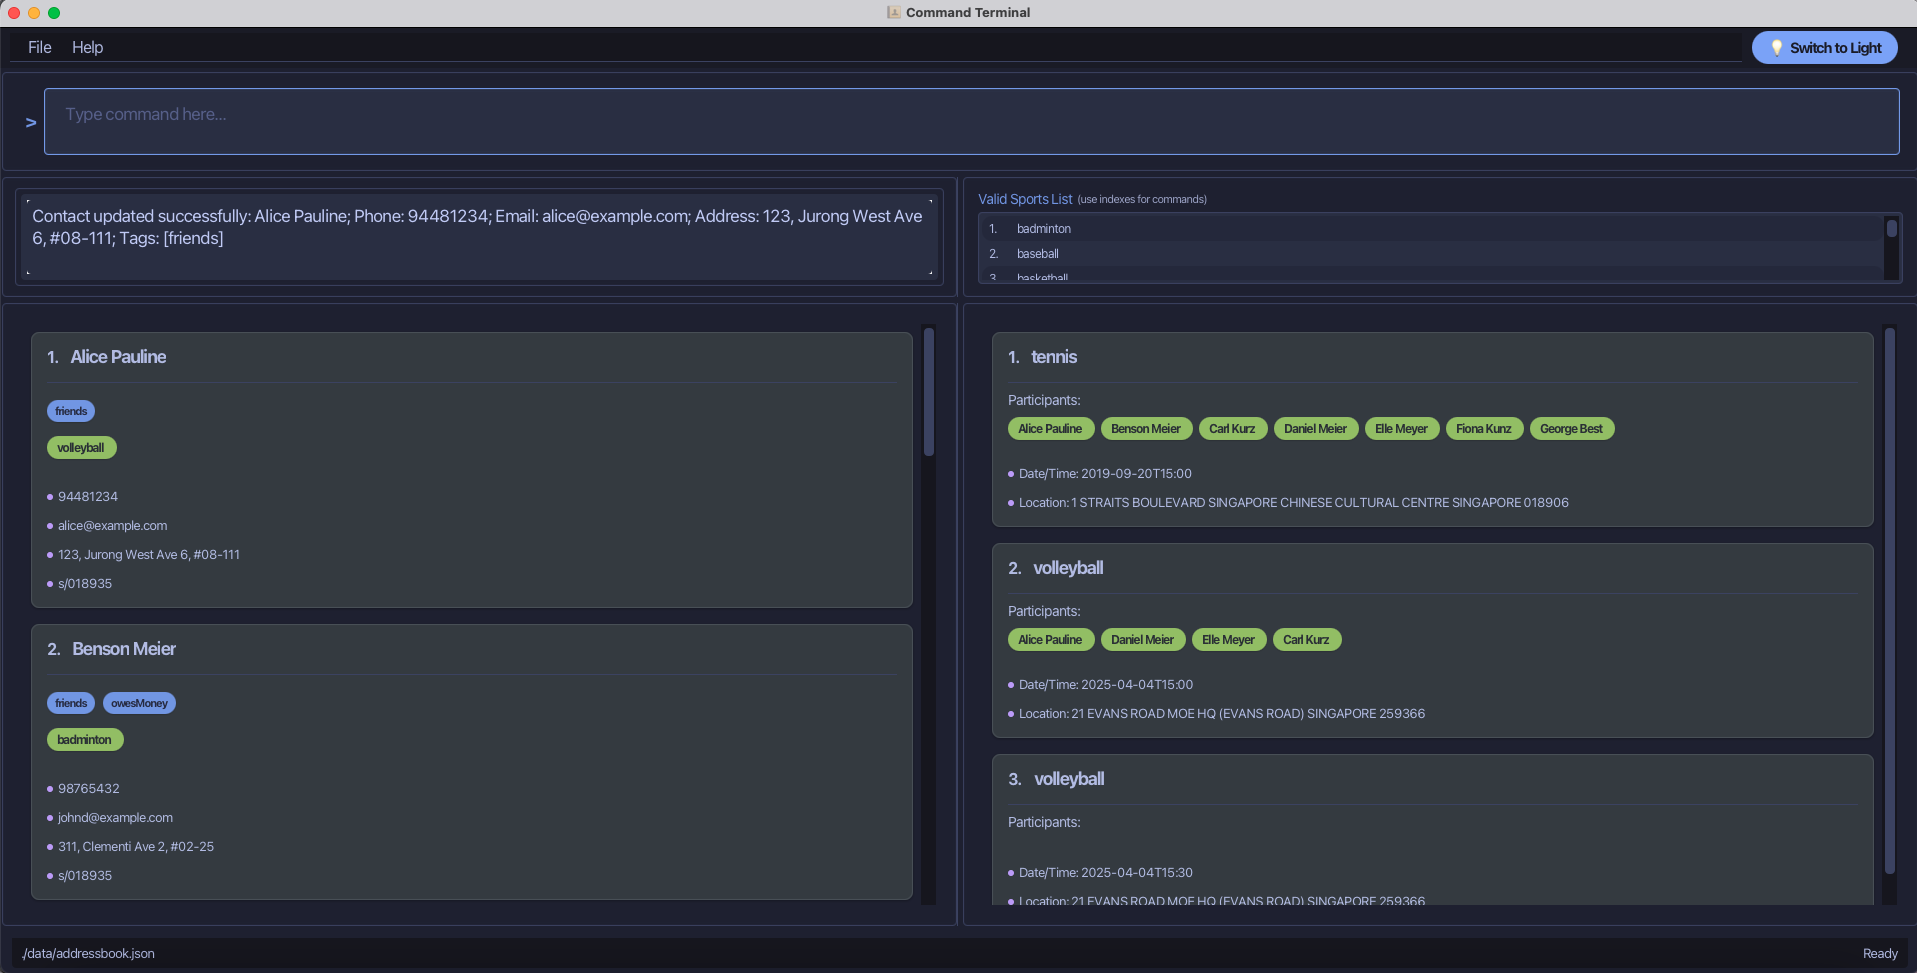 Command Terminal
File Help
💡 Switch to Light
>
Type command here...
Contact updated successfully: Alice Pauline; Phone: 94481234; Email: alice@example.com; Address: 123, Jurong West Ave
6, #08-111; Tags: [friends]
Valid Sports List (use indexes for commands)
1. badminton
2. baseball
3. basketball
1. Alice Pauline
friends
volleyball
• 94481234
• alice@example.com
• 123, Jurong West Ave 6, #08-111
• s/018935
2. Benson Meier
friends owesMoney
badminton
• 98765432
• johnd@example.com
• 311, Clementi Ave 2, #02-25
• s/018935
1. tennis
Participants:
Alice Pauline Benson Meier Carl Kurz Daniel Meier Elle Meyer Fiona Kunz George Best
• Date/Time: 2019-09-20T15:00
• Location: 1 STRAITS BOULEVARD SINGAPORE CHINESE CULTURAL CENTRE SINGAPORE 018906
2. volleyball
Participants:
Alice Pauline Daniel Meier Elle Meyer Carl Kurz
• Date/Time: 2025-04-04T15:00
• Location: 21 EVANS ROAD MOE HQ (EVANS ROAD) SINGAPORE 259366
3. volleyball
Participants:
• Date/Time: 2025-04-04T15:30
• Location: 21 EVANS ROAD MOE HQ (EVANS ROAD) SINGAPORE 259366
./data/addressbook.json
Ready